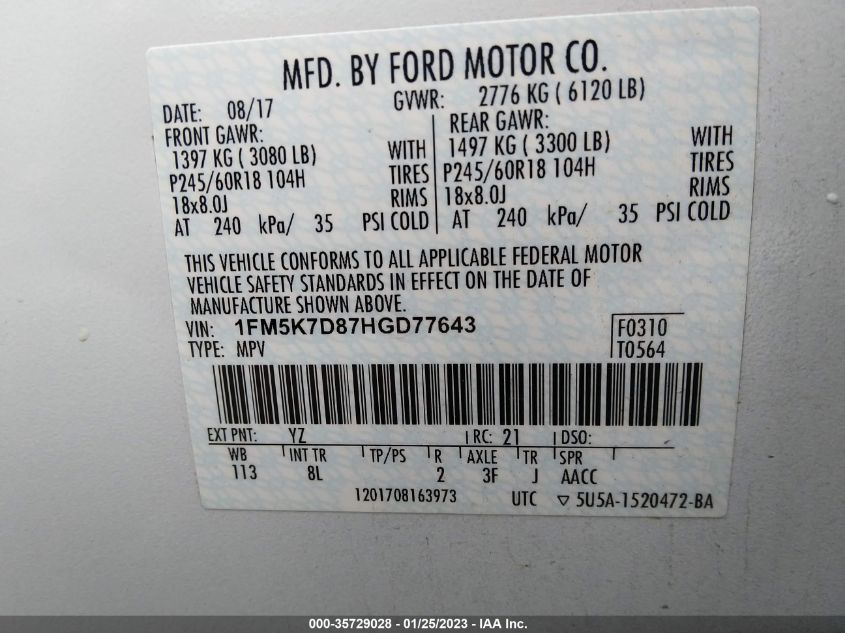 MFD. BY FORD MOTOR CO.
DATE: 08/17 GVWR: 2776 KG ( 6120 LB)
FRONT GAWR: REAR GAWR:
1397 KG ( 3080 LB) WITH 1497 KG ( 3300 LB) WITH
P245/60R18 104H TIRES P245/60R18 104H TIRES
18x8.0J RIMS 18x8.0J RIMS
AT 240 kPa/ 35 PSI COLD AT 240 kPa/ 35 PSI COLD
THIS VEHICLE CONFORMS TO ALL APPLICABLE FEDERAL MOTOR
VEHICLE SAFETY STANDARDS IN EFFECT ON THE DATE OF
MANUFACTURE SHOWN ABOVE.
VIN: 1FM5K7D87HGD77643 F0310
TYPE: MPV T0564
EXT PNT: YZ RC: 21 DSO:
WB INT TR TP/PS R AXLE TR SPR
113 8L 2 3F J AACC
1201708163973 UTC ▽ 5U5A-1520472-BA
000-35729028 - 01/25/2023 - IAA Inc.